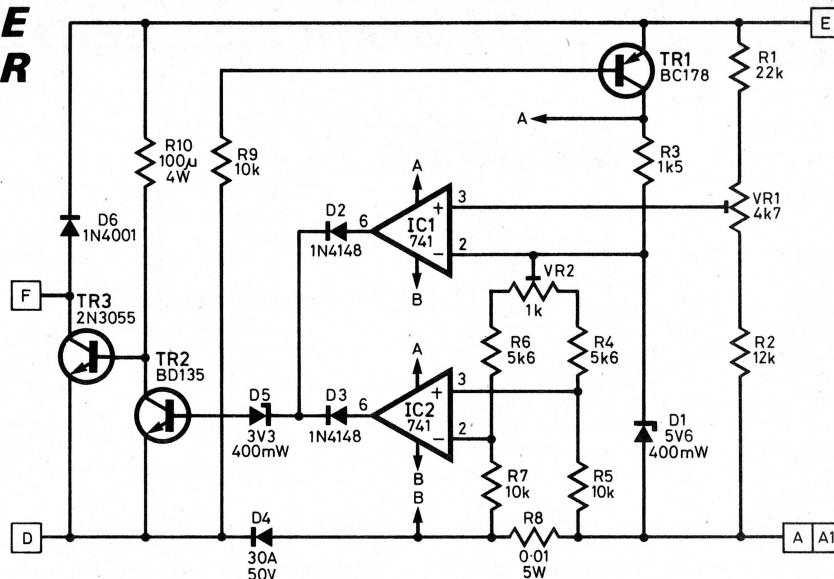 E
R
E
TR1
BC178
R1
22k
A
R10
100μ
4W
R9
10k
R3
1k5
A
D2
6
3
VR1
4k7
D6
1N4001
1N4148
+
IC1
741
2
−
B
VR2
1k
F
TR3
2N3055
R6
5k6
R4
5k6
R2
12k
TR2
BD135
A
D5
D3
6
3
+
IC2
741
2
−
3V3
400mW
1N4148
D1
5V6
400mW
B
B
R7
10k
R5
10k
D
D4
R8
A A1
30A
50V
0·01
5W